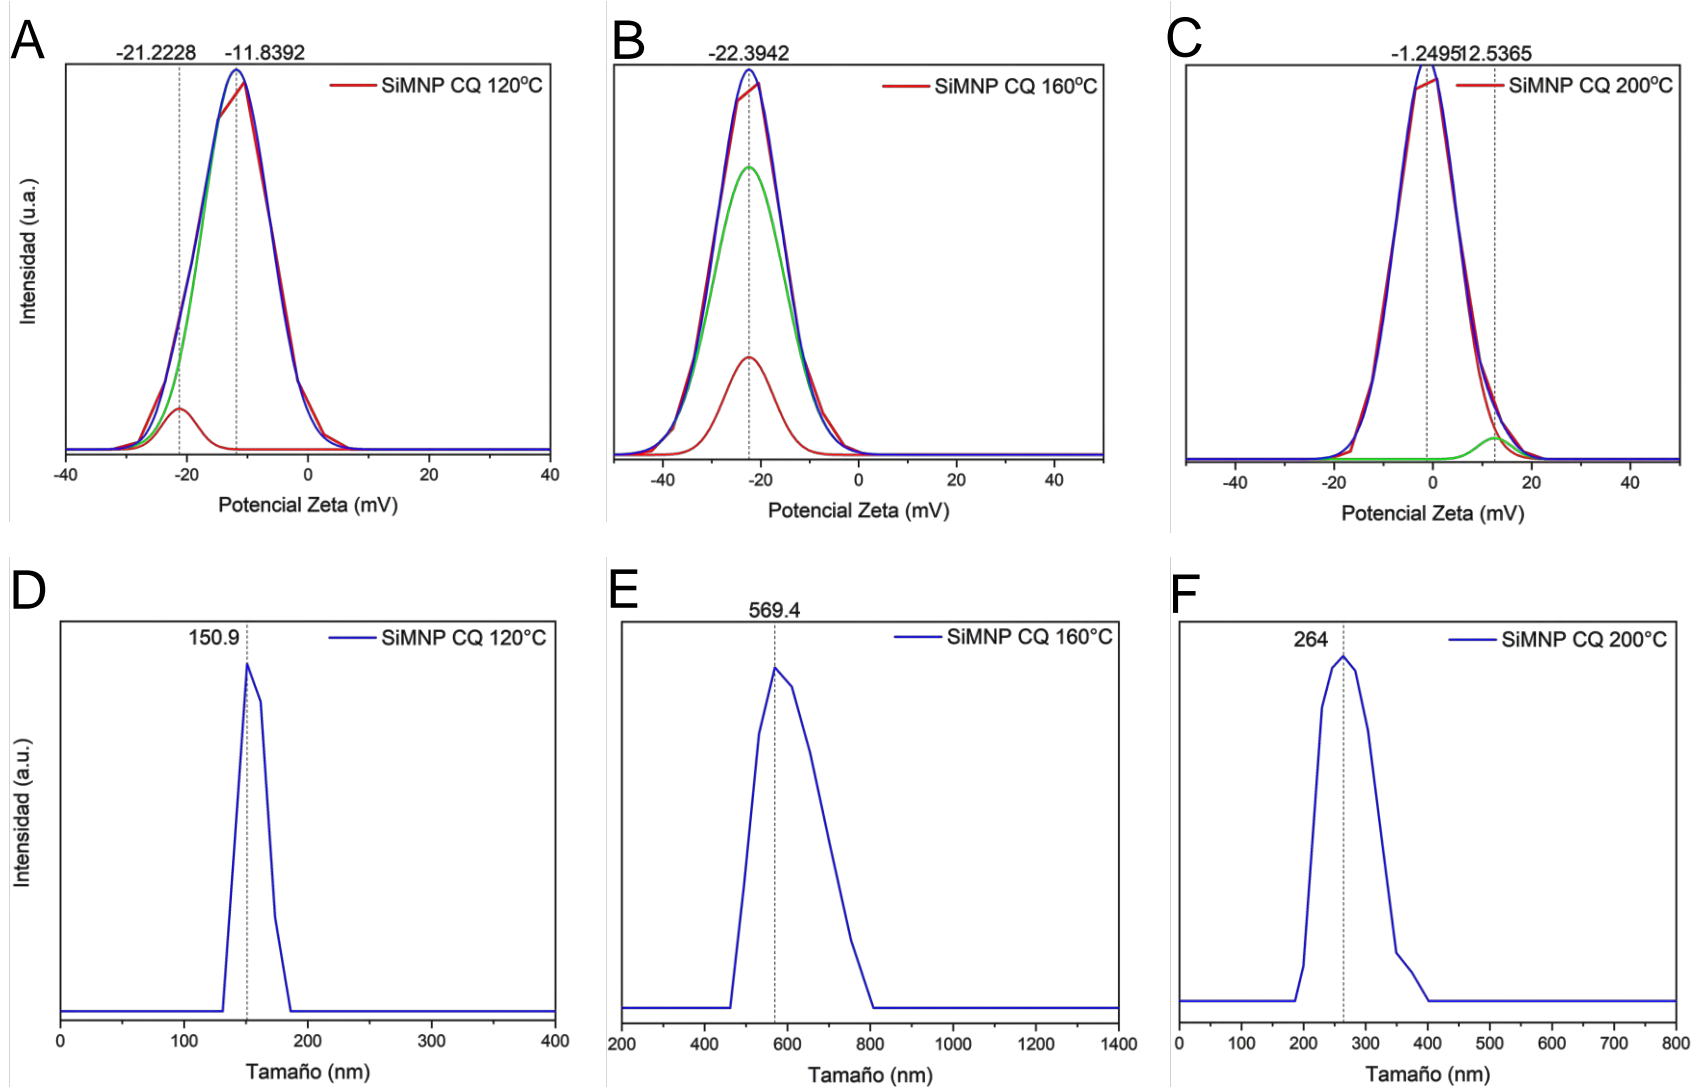 A
-21.2228 -11.8392
SiMNP CQ 120ºC
Intensidad (u.a.)
-40 -20 0 20 40
Potencial Zeta (mV)
B
-22.3942
SiMNP CQ 160ºC
-40 -20 0 20 40
Potencial Zeta (mV)
C
-1.2495 12.5365
SiMNP CQ 200ºC
-40 -20 0 20 40
Potencial Zeta (mV)
D
150.9
SiMNP CQ 120°C
Intensidad (a.u.)
0 100 200 300 400
Tamaño (nm)
E
569.4
SiMNP CQ 160°C
200 400 600 800 1000 1200 1400
Tamaño (nm)
F
264
SiMNP CQ 200°C
0 100 200 300 400 500 600 700 800
Tamaño (nm)